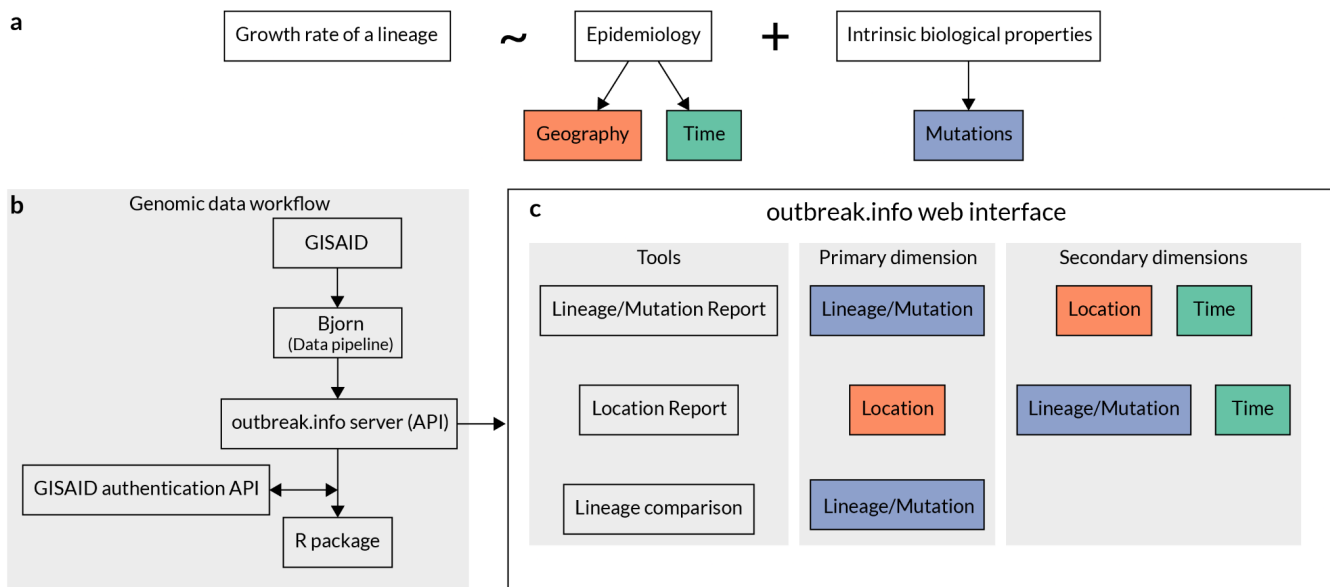 a
Growth rate of a lineage ~ Epidemiology + Intrinsic biological properties
Geography Time Mutations
b
Genomic data workflow
GISAID
Bjorn
(Data pipeline)
outbreak.info server (API)
GISAID authentication API
R package
c
outbreak.info web interface
Tools Primary dimension Secondary dimensions
Lineage/Mutation Report Lineage/Mutation Location Time
Location Report Location Lineage/Mutation Time
Lineage comparison Lineage/Mutation